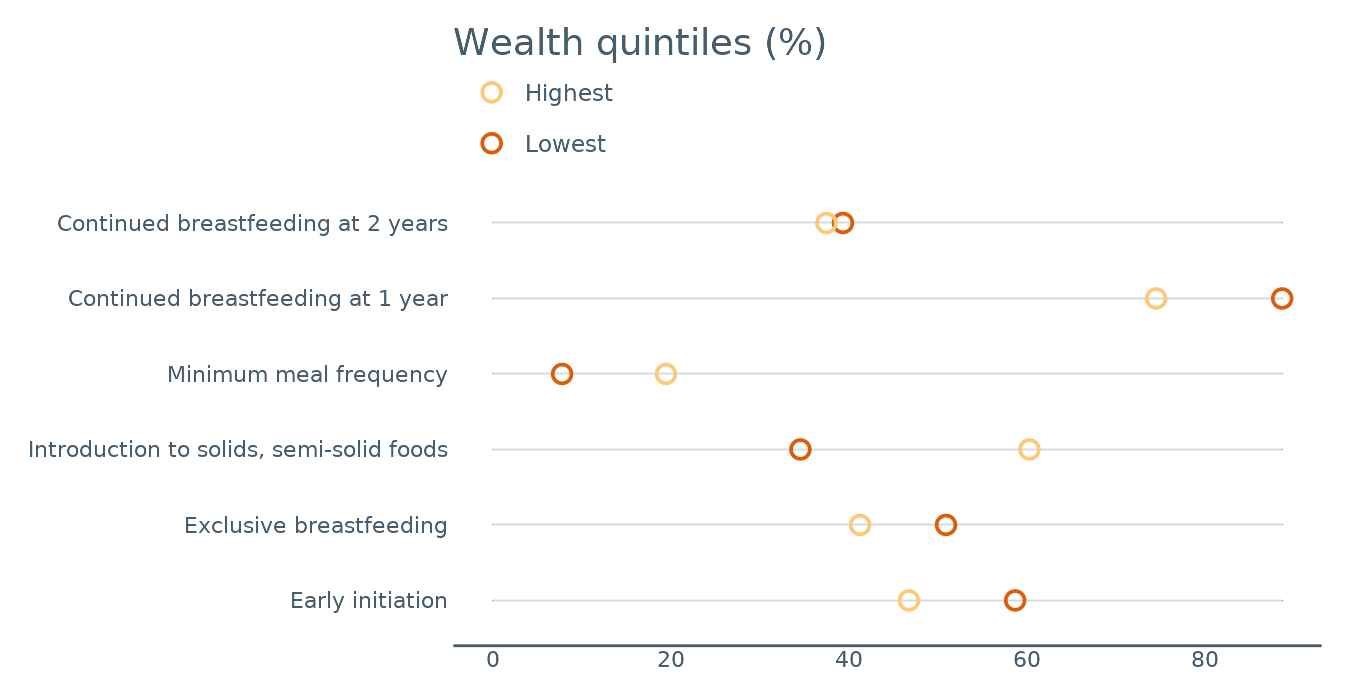 Wealth quintiles (%)
Highest
Lowest
Continued breastfeeding at 2 years
Continued breastfeeding at 1 year
Minimum meal frequency
Introduction to solids, semi-solid foods
Exclusive breastfeeding
Early initiation
0 20 40 60 80